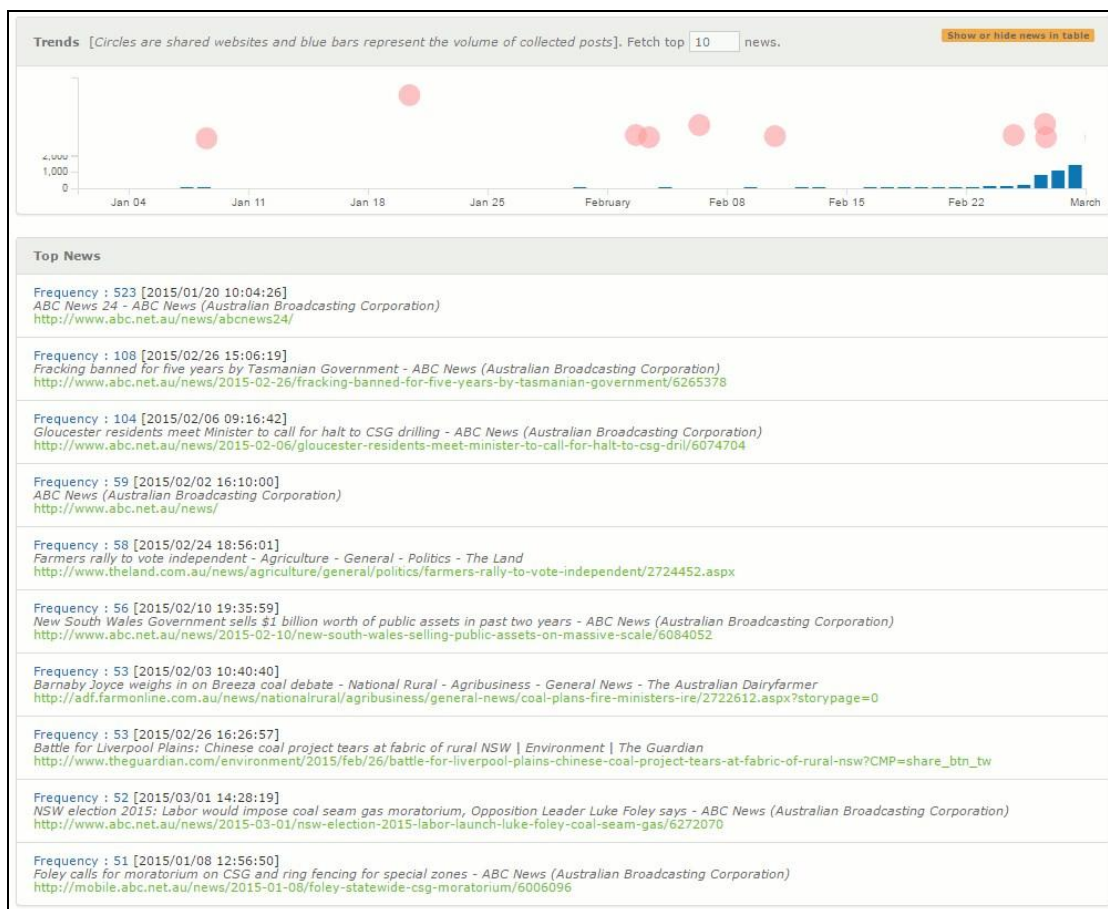 Trends [Circles are shared websites and blue bars represent the volume of collected posts]. Fetch top 10 news.
Show or hide news in table
2,000
1,000
0
Jan 04 Jan 11 Jan 18 Jan 25 February Feb 08 Feb 15 Feb 22 March
Top News
Frequency : 523 [2015/01/20 10:04:26]
ABC News 24 - ABC News (Australian Broadcasting Corporation)
http://www.abc.net.au/news/abcnews24/
Frequency : 108 [2015/02/26 15:06:19]
Fracking banned for five years by Tasmanian Government - ABC News (Australian Broadcasting Corporation)
http://www.abc.net.au/news/2015-02-26/fracking-banned-for-five-years-by-tasmanian-government/6265378
Frequency : 104 [2015/02/06 09:16:42]
Gloucester residents meet Minister to call for halt to CSG drilling - ABC News (Australian Broadcasting Corporation)
http://www.abc.net.au/news/2015-02-06/gloucester-residents-meet-minister-to-call-for-halt-to-csg-dril/6074704
Frequency : 59 [2015/02/02 16:10:00]
ABC News (Australian Broadcasting Corporation)
http://www.abc.net.au/news/
Frequency : 58 [2015/02/24 18:56:01]
Farmers rally to vote independent - Agriculture - General - Politics - The Land
http://www.theland.com.au/news/agriculture/general/politics/farmers-rally-to-vote-independent/2724452.aspx
Frequency : 56 [2015/02/10 19:35:59]
New South Wales Government sells $1 billion worth of public assets in past two years - ABC News (Australian Broadcasting Corporation)
http://www.abc.net.au/news/2015-02-10/new-south-wales-selling-public-assets-on-massive-scale/6084052
Frequency : 53 [2015/02/03 10:40:40]
Barnaby Joyce weighs in on Breeza coal debate - National Rural - Agribusiness - General News - The Australian Dairyfarmer
http://adf.farmonline.com.au/news/nationalrural/agribusiness/general-news/coal-plans-fire-ministers-ire/2722612.aspx?storypage=0
Frequency : 53 [2015/02/26 16:26:57]
Battle for Liverpool Plains: Chinese coal project tears at fabric of rural NSW | Environment | The Guardian
http://www.theguardian.com/environment/2015/feb/26/battle-for-liverpool-plains-chinese-coal-project-tears-at-fabric-of-rural-nsw?CMP=share_btn_tw
Frequency : 52 [2015/03/01 14:28:19]
NSW election 2015: Labor would impose coal seam gas moratorium, Opposition Leader Luke Foley says - ABC News (Australian Broadcasting Corporation)
http://www.abc.net.au/news/2015-03-01/nsw-election-2015-labor-launch-luke-foley-coal-seam-gas/6272070
Frequency : 51 [2015/01/08 12:56:50]
Foley calls for moratorium on CSG and ring fencing for special zones - ABC News (Australian Broadcasting Corporation)
http://mobile.abc.net.au/news/2015-01-08/foley-statewide-csg-moratorium/6006096